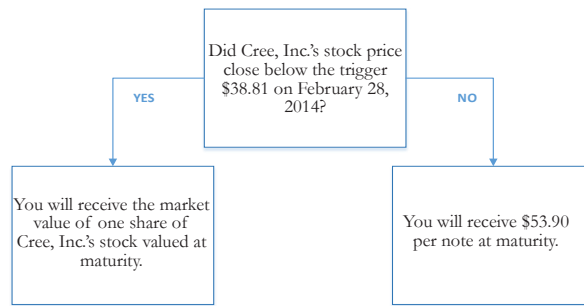 Did Cree, Inc.'s stock price
close below the trigger
$38.81 on February 28,
2014?
YES
NO
You will receive the market
value of one share of
Cree, Inc.'s stock valued at
maturity.
You will receive $53.90
per note at maturity.